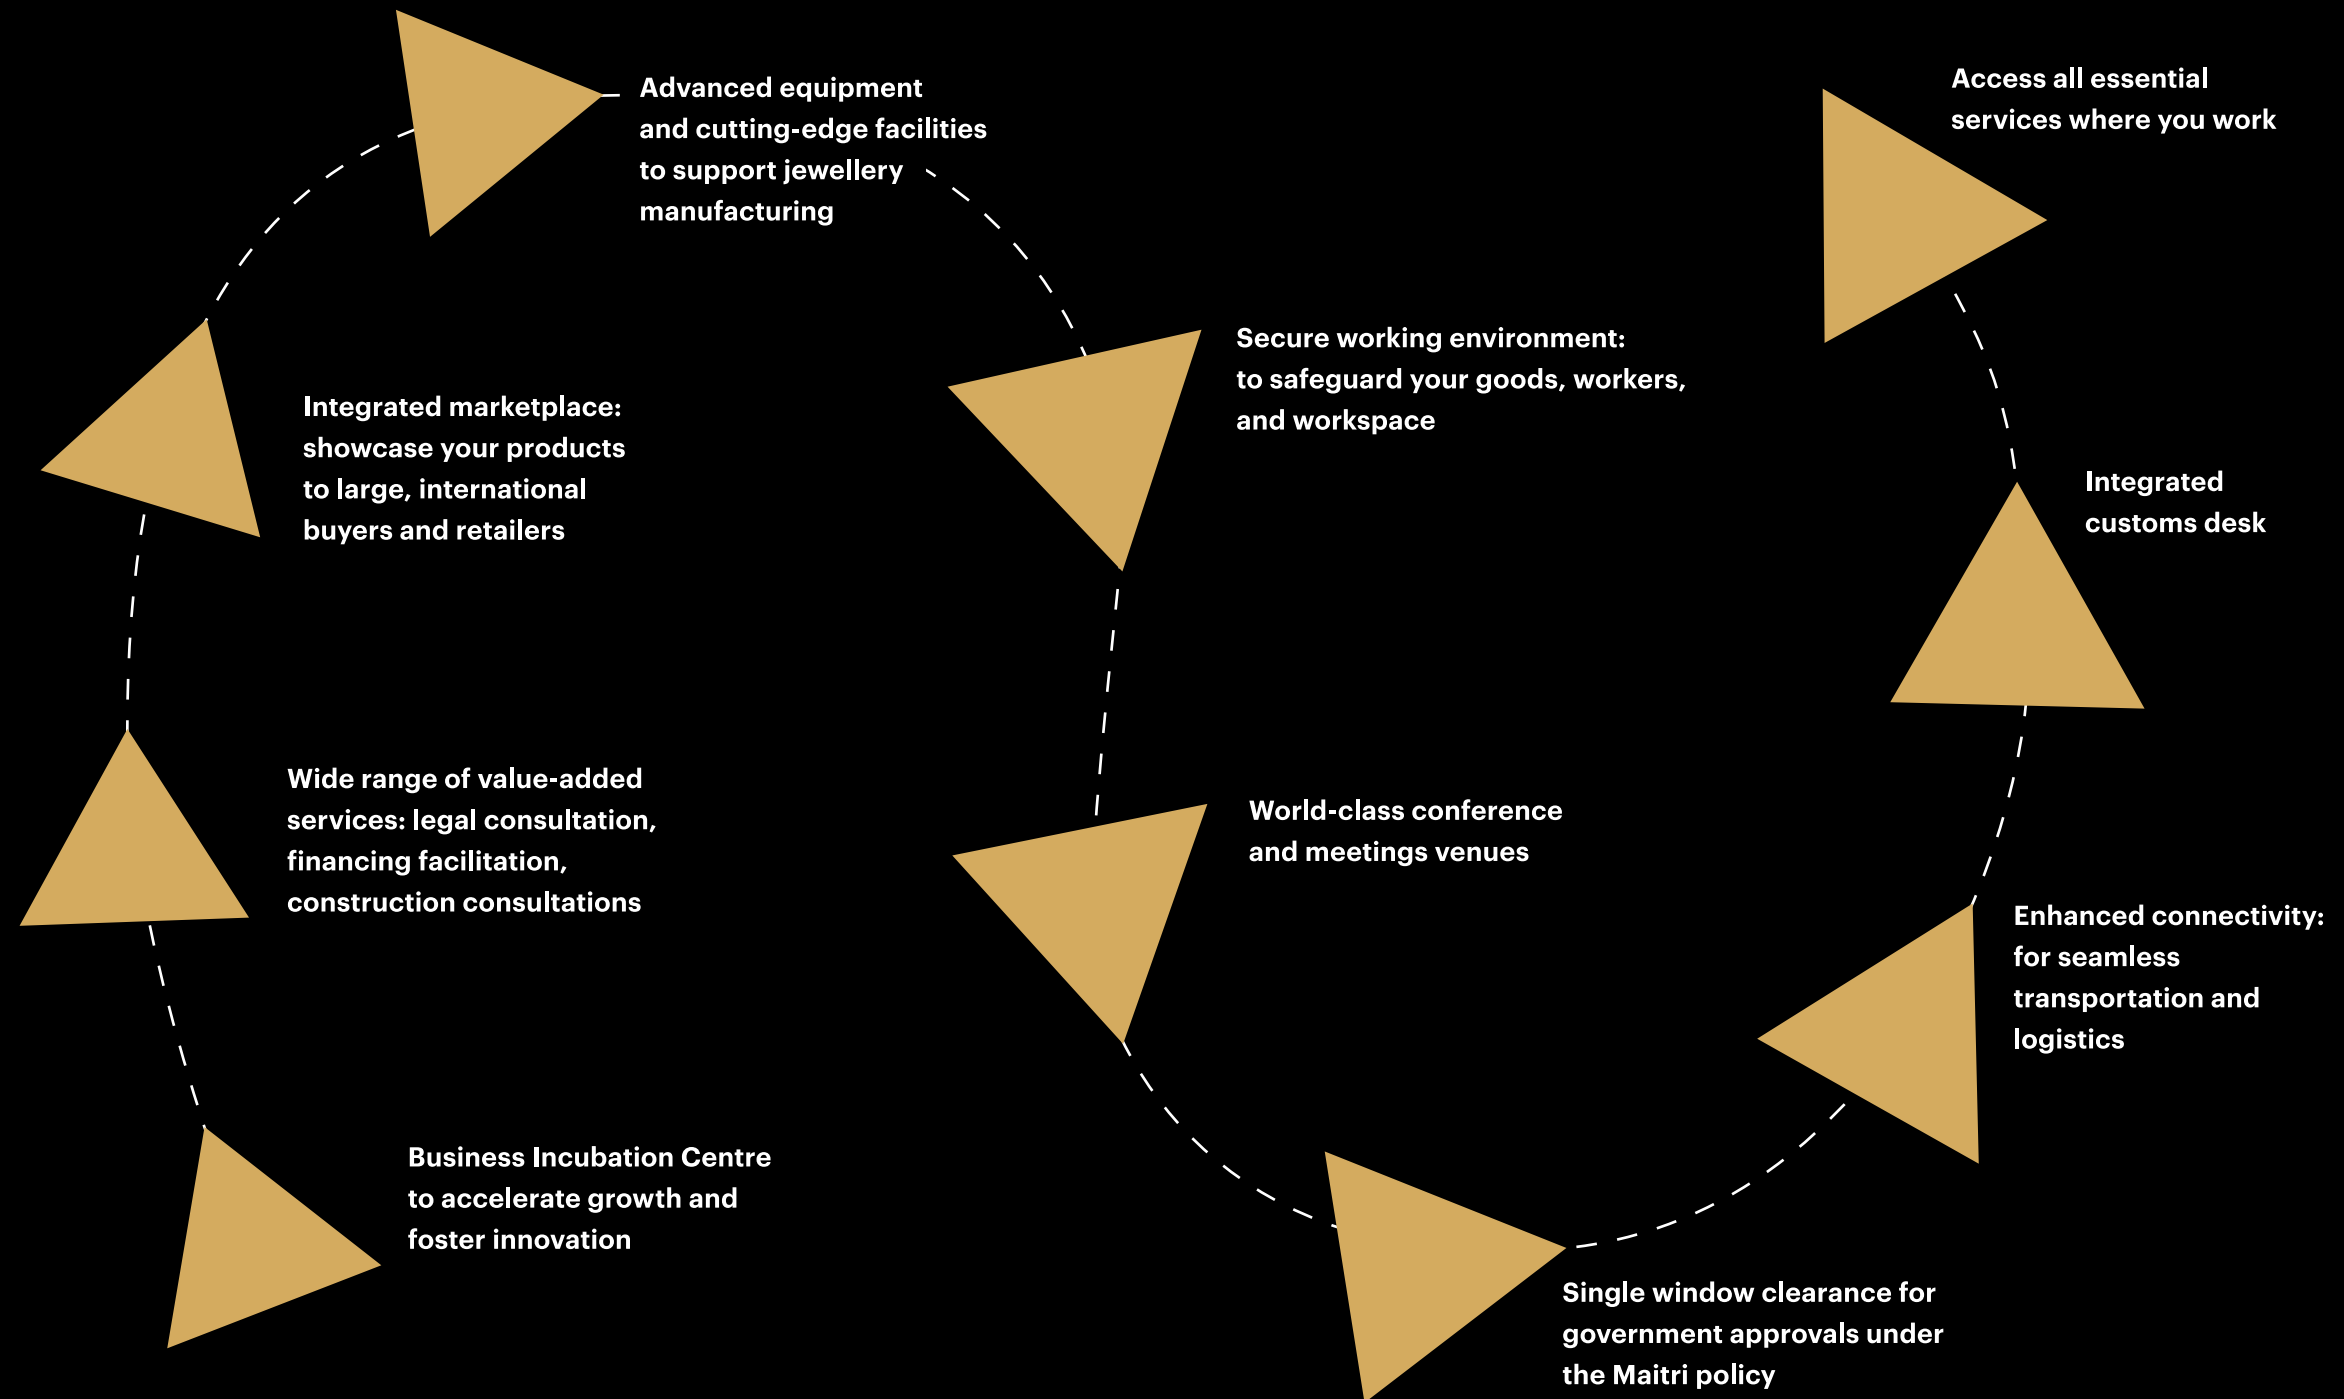 Advanced equipment
and cutting-edge facilities
to support jewellery
manufacturing
Integrated marketplace:
showcase your products
to large, international
buyers and retailers
Wide range of value-added
services: legal consultation,
financing facilitation,
construction consultations
Business Incubation Centre
to accelerate growth and
foster innovation
Secure working environment:
to safeguard your goods, workers,
and workspace
World-class conference
and meetings venues
Single window clearance for
government approvals under
the Maitri policy
Access all essential
services where you work
Integrated
customs desk
Enhanced connectivity:
for seamless
transportation and
logistics